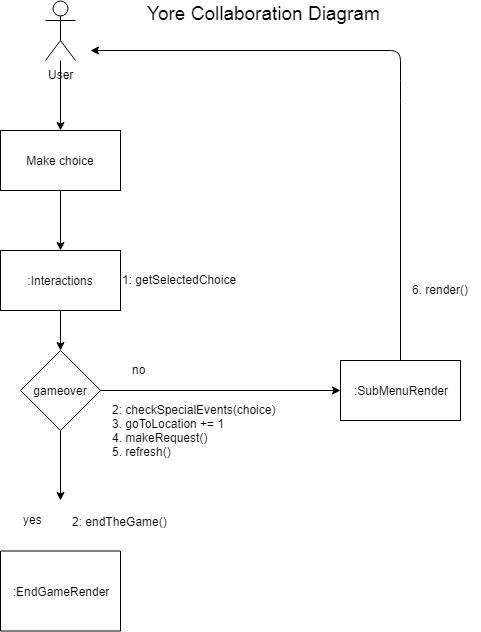 Yore Collaboration Diagram
User
Make choice
:Interactions
1: getSelectedChoice
6. render()
no
gameover
:SubMenuRender
2: checkSpecialEvents(choice)
3. goToLocation += 1
4. makeRequest()
5. refresh()
yes
2: endTheGame()
:EndGameRender